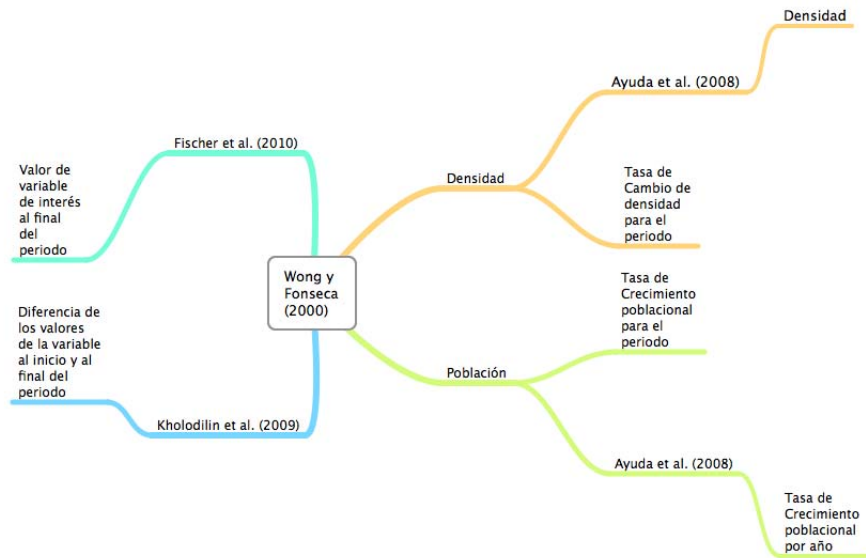 Densidad
Ayuda et al. (2008)
Fischer et al. (2010)
Valor de
variable
de interés
al final
del
periodo
Densidad
Tasa de
Cambio de
densidad
para el
periodo
Wong y
Fonseca
(2000)
Tasa de
Crecimiento
poblacional
para el
periodo
Diferencia de
los valores
de la variable
al inicio y al
final del
periodo
Población
Kholodilin et al. (2009)
Ayuda et al. (2008)
Tasa de
Crecimiento
poblacional
por año